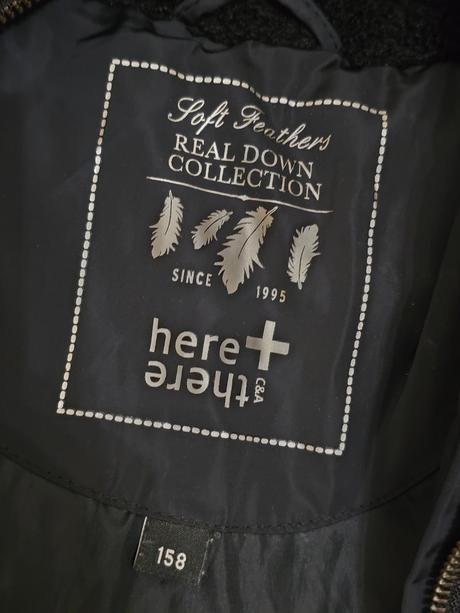 Soft Feathers
REAL DOWN
COLLECTION
SINCE 1995
here+
there
C&A
158